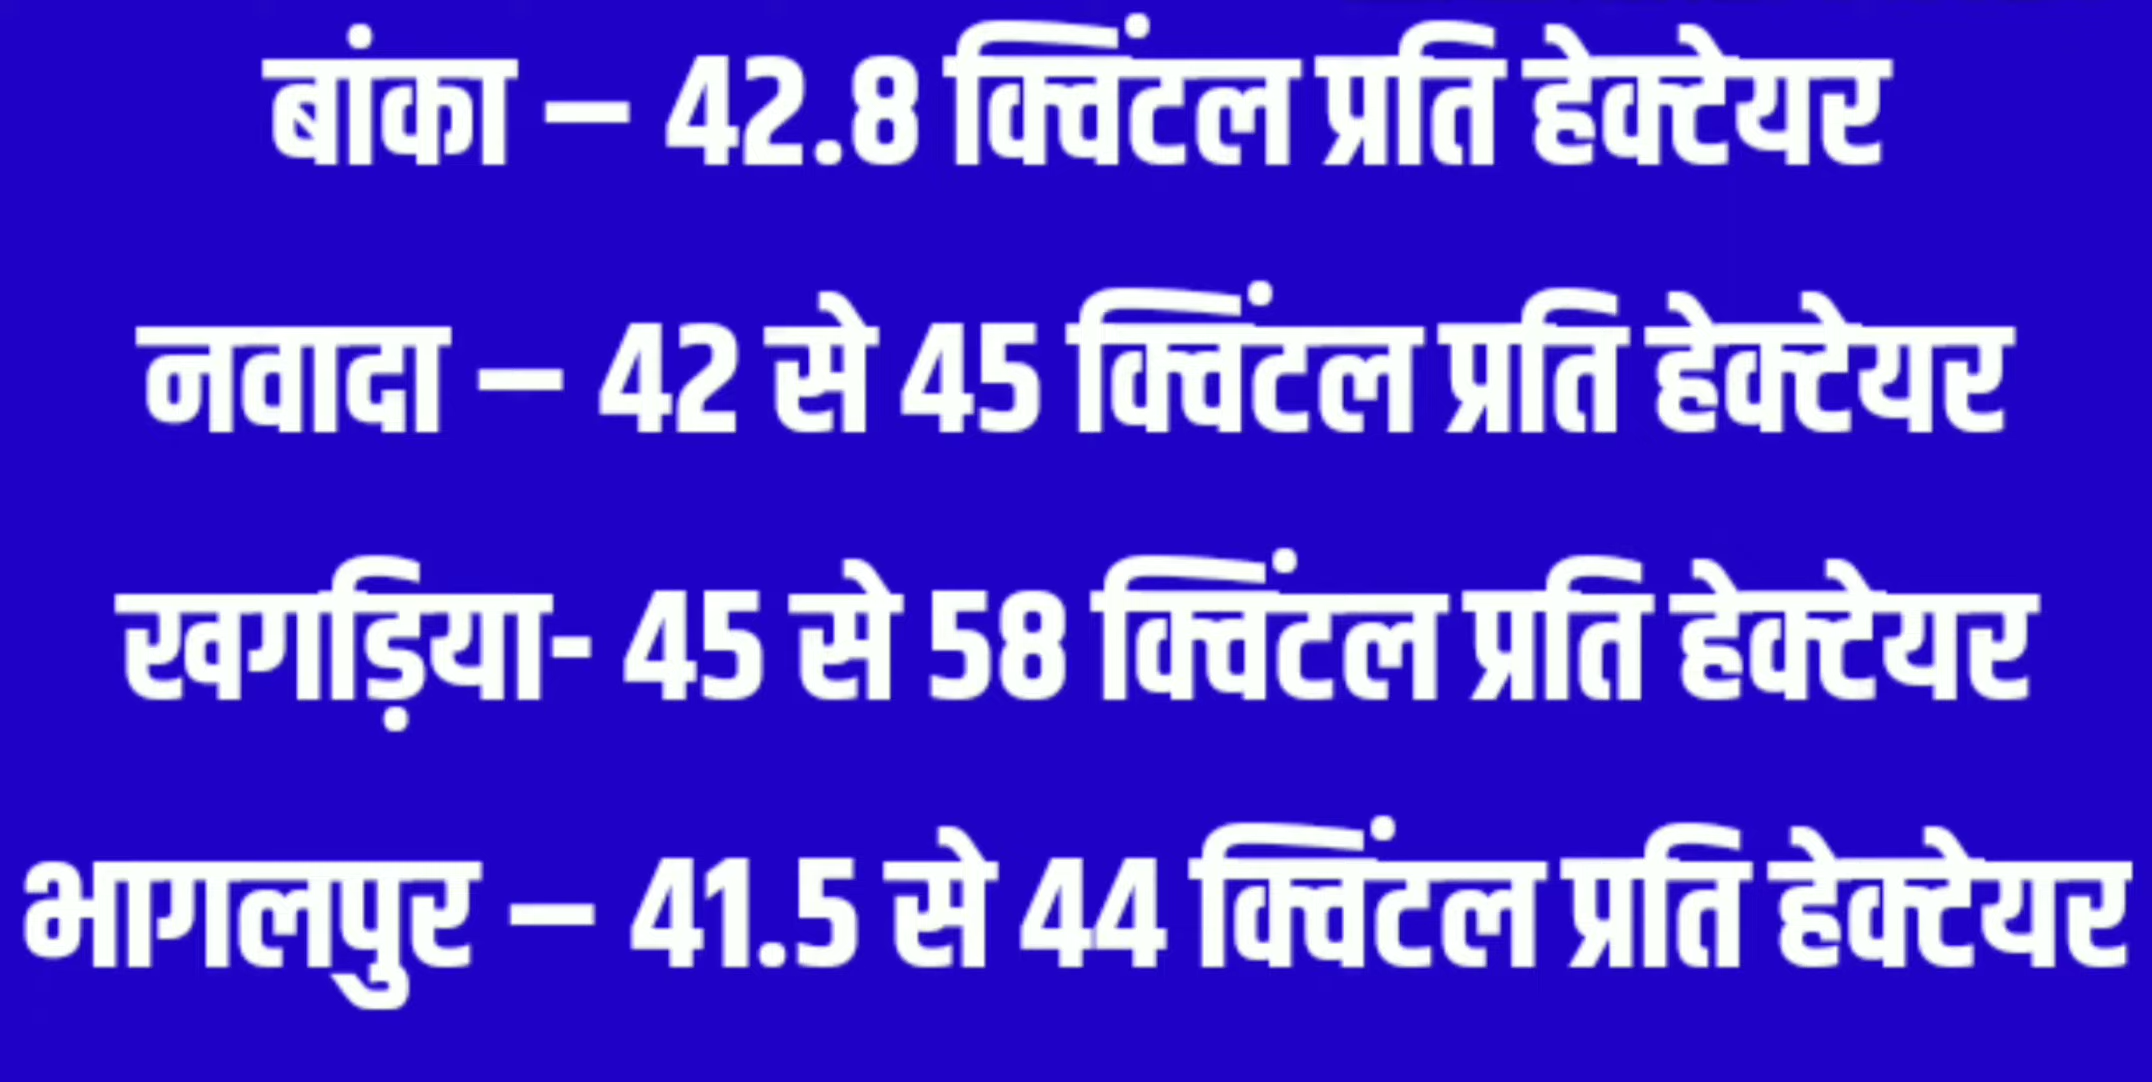 बांका – 42.8 क्विंटल प्रति हेक्टेयर
नवादा – 42 से 45 क्विंटल प्रति हेक्टेयर
खगड़िया- 45 से 58 क्विंटल प्रति हेक्टेयर
भागलपुर – 41.5 से 44 क्विंटल प्रति हेक्टेयर